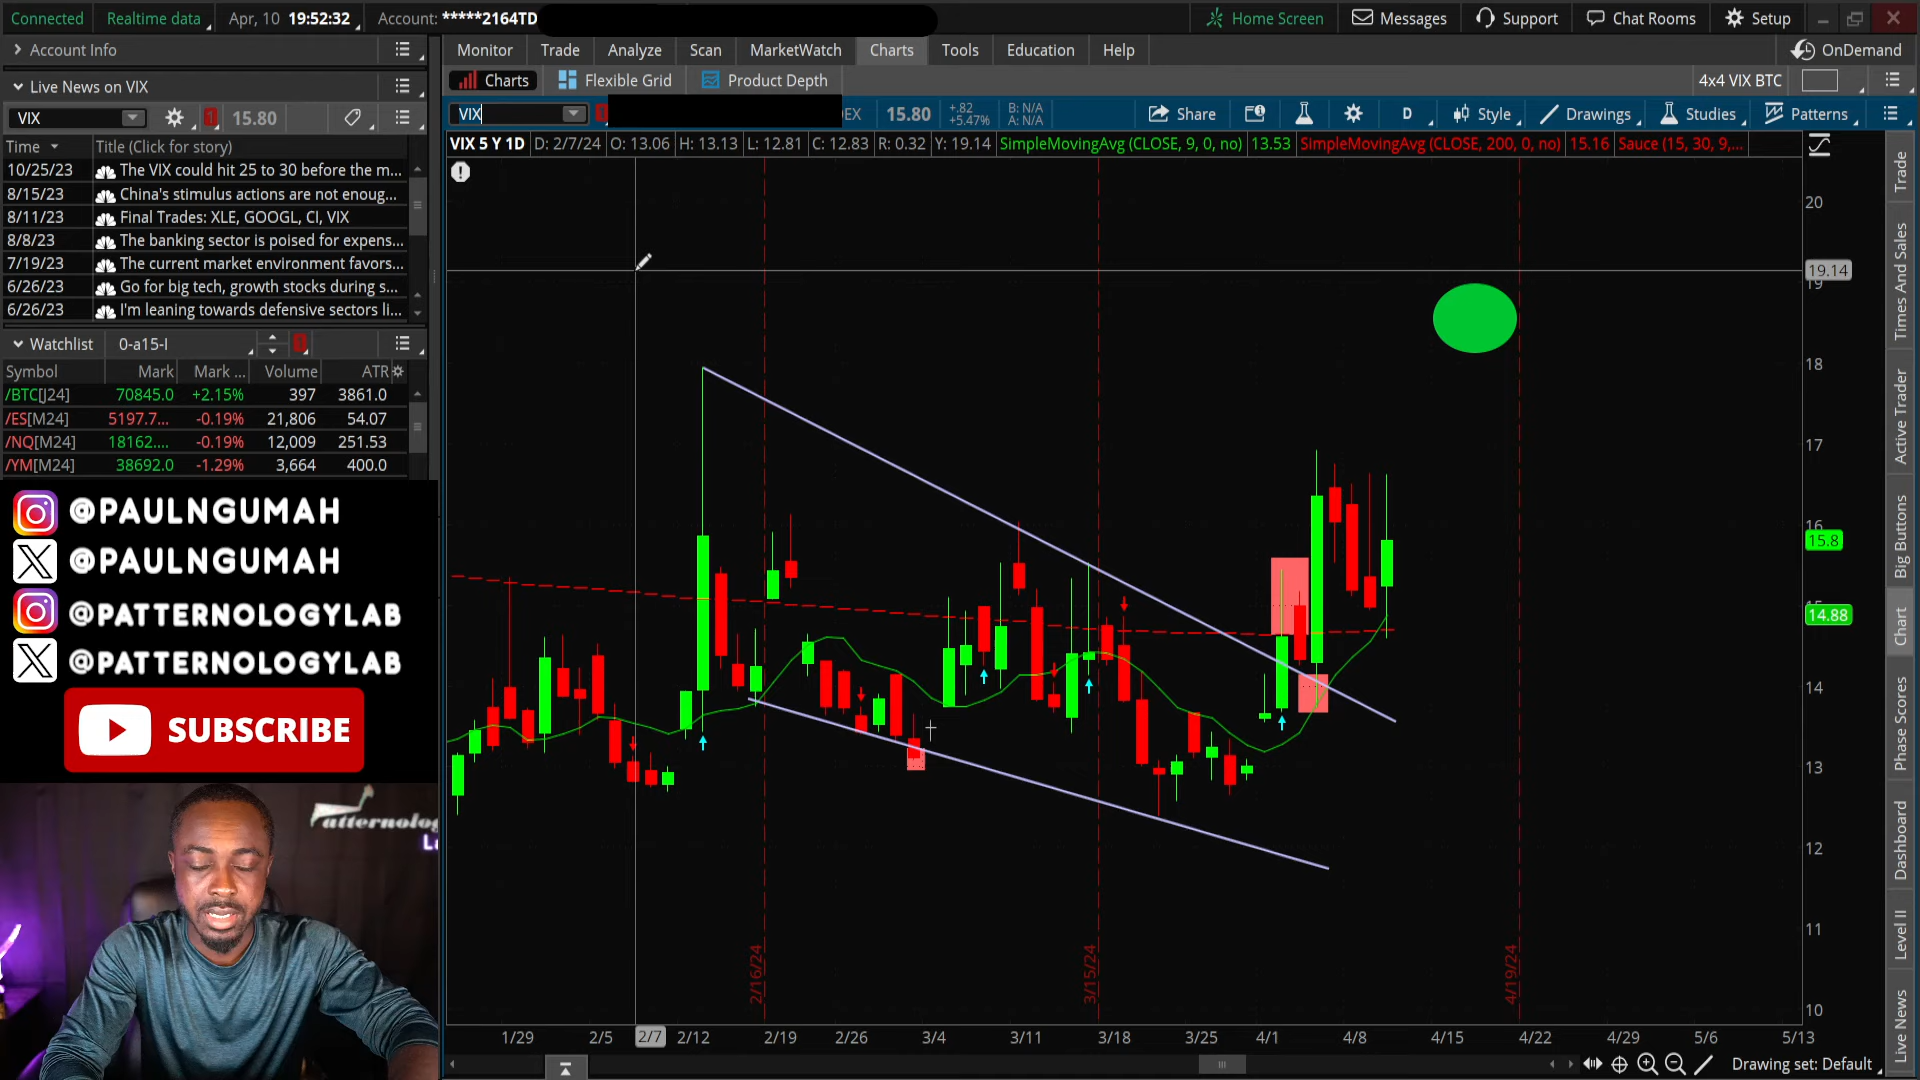 Connected Realtime data Apr, 10 19:52:32 Account: *****2164TD Home Screen Messages Support Chat Rooms Setup
Account Info
Monitor Trade Analyze Scan MarketWatch Charts Tools Education Help OnDemand
Live News on VIX
Charts Flexible Grid Product Depth 4x4 VIX BTC
VIX 1 15.80
VIX EX 15.80 +.82 +5.47% B: N/A A: N/A Share D Style Drawings Studies Patterns
Time Title (Click for story)
10/25/23 The VIX could hit 25 to 30 before the m...
8/15/23 China's stimulus actions are not enoug...
8/11/23 Final Trades: XLE, GOOGL, CI, VIX
8/8/23 The banking sector is poised for expens...
7/19/23 The current market environment favors...
6/26/23 Go for big tech, growth stocks during s...
6/26/23 I'm leaning towards defensive sectors li...
VIX 5 Y 1D D: 2/7/24 O: 13.06 H: 13.13 L: 12.81 C: 12.83 R: 0.32 Y: 19.14 SimpleMovingAvg (CLOSE, 9, 0, no) 13.53 SimpleMovingAvg (CLOSE, 200, 0, no) 15.16 Sauce (15, 30, 9,...
Watchlist 0-a15-I
Symbol Mark Mark ... Volume ATR
/BTC[J24] 70845.0 +2.15% 397 3861.0
/ES[M24] 5197.7... -0.19% 21,806 54.07
/NQ[M24] 18162.... -0.19% 12,009 251.53
/YM[M24] 38692.0 -1.29% 3,664 400.0
@PAULNGUMAH
@PAULNGUMAH
@PATTERNOLOGYLAB
@PATTERNOLOGYLAB
SUBSCRIBE
20
19.14
19
18
17
16
15.8
15
14.88
14
13
12
11
10
2/16/24
3/15/24
4/19/24
1/29 2/5 2/7 2/12 2/19 2/26 3/4 3/11 3/18 3/25 4/1 4/8 4/15 4/22 4/29 5/6 5/13
Drawing set: Default
Trade
Times And Sales
Active Trader
Big Buttons
Chart
Phase Scores
Dashboard
Level II
Live News